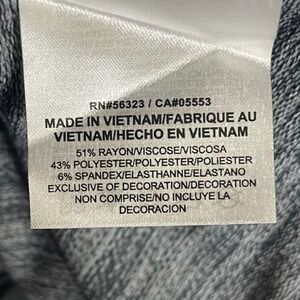 RN#56323 / CA#05553
MADE IN VIETNAM/FABRIQUE AU
VIETNAM/HECHO EN VIETNAM
51% RAYON/VISCOSE/VISCOSA
43% POLYESTER/POLYESTER/POLIESTER
6% SPANDEX/ELASTHANNE/ELASTANO
EXCLUSIVE OF DECORATION/DECORATION
NON COMPRISE/NO INCLUYE LA
DECORACION